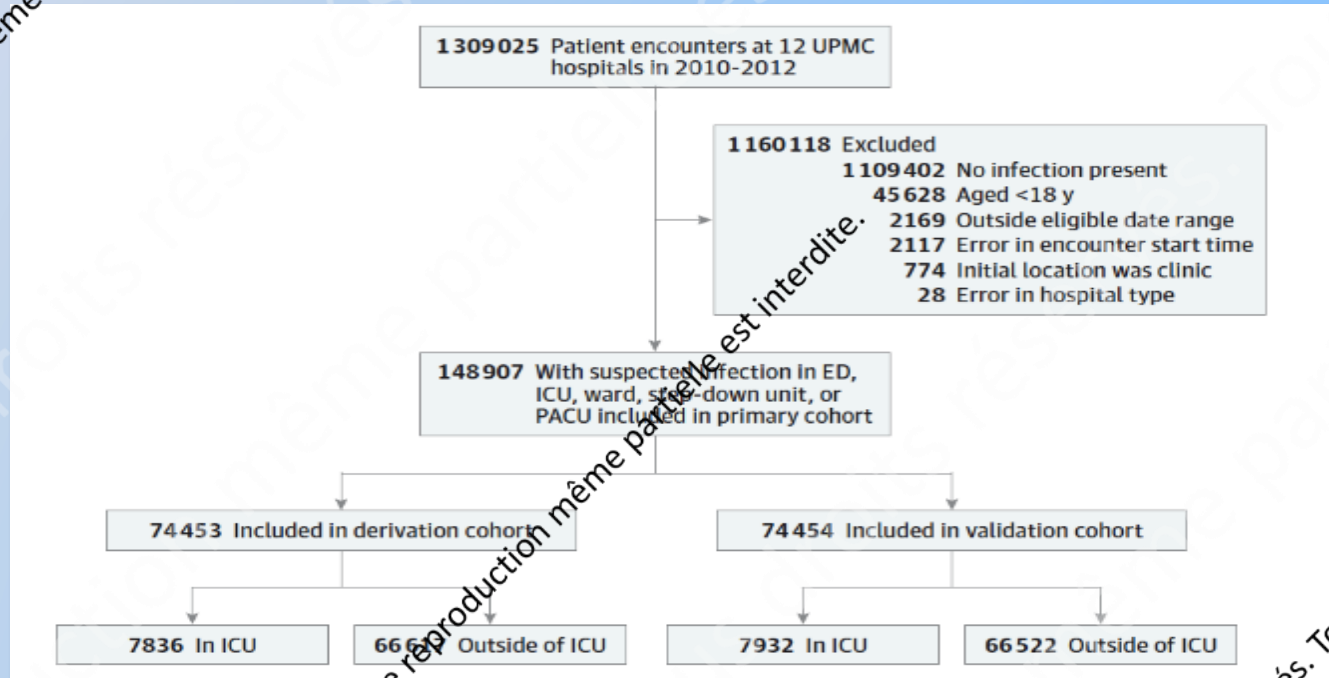 1309025 Patient encounters at 12 UPMC
hospitals in 2010-2012
1160118 Excluded
1109402 No infection present
45628 Aged <18 y
2169 Outside eligible date range
2117 Error in encounter start time
774 Initial location was clinic
28 Error in hospital type
148907 With suspected infection in ED,
ICU, ward, step-down unit, or
PACU included in primary cohort
74453 Included in derivation cohort
74454 Included in validation cohort
7836 In ICU
Outside of ICU
7932 In ICU
66522 Outside of ICU
reproduction même partielle est interdite.